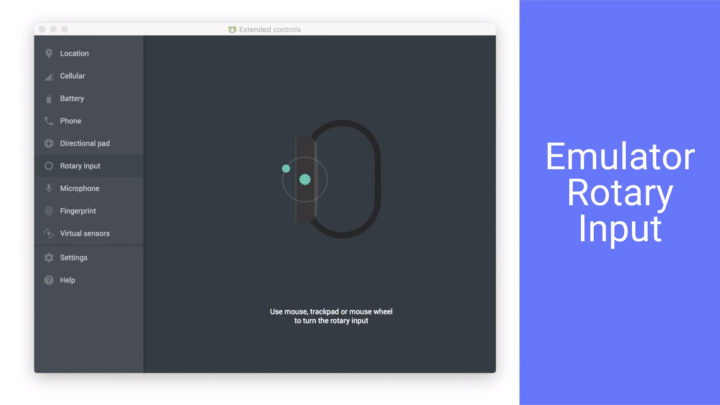 Extended controls
Location
Cellular
Battery
Phone
Directional pad
Rotary input
Microphone
Fingerprint
Virtual sensors
Settings
Help
Use mouse, trackpad or mouse wheel
to turn the rotary input
Emulator
Rotary
Input